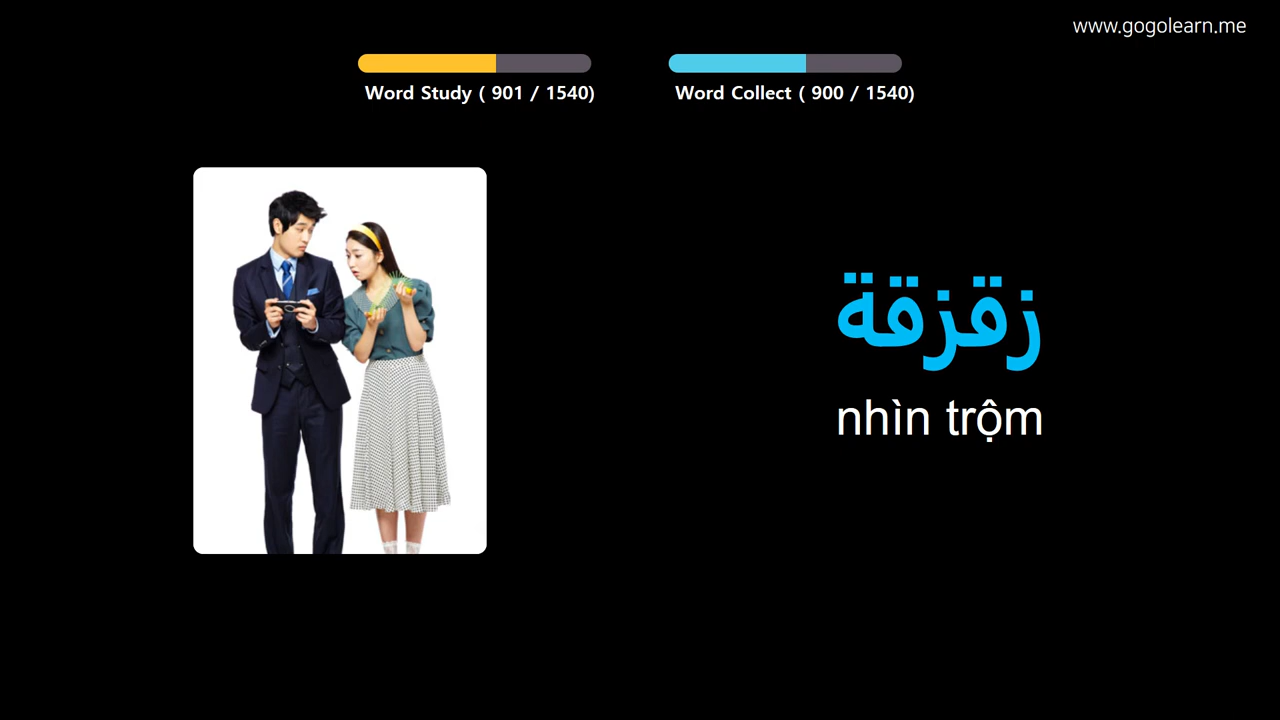 www.gogolearn.me
Word Study ( 901 / 1540)
Word Collect ( 900 / 1540)
زقزقة
nhìn trộm